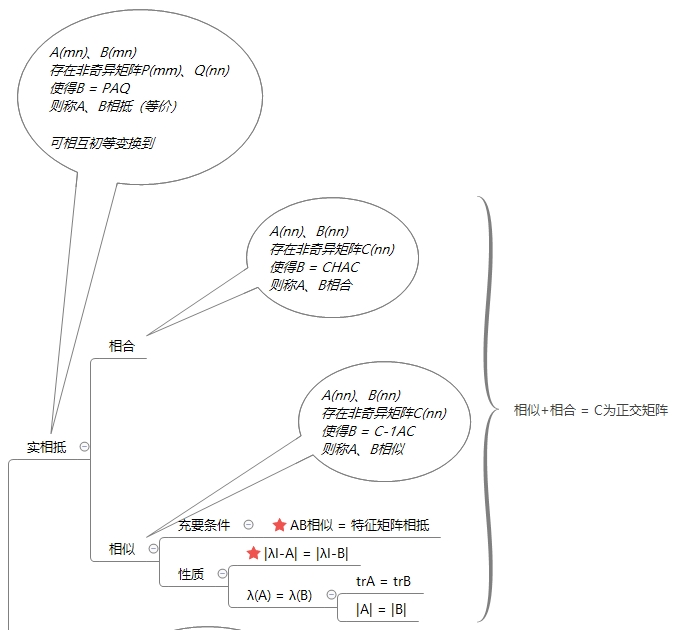 A(mn)、B(mn)
存在非奇异矩阵P(mm)、Q(nn)
使得B = PAQ
则称A、B相抵（等价）
可相互初等变换到
A(nn)、B(nn)
存在非奇异矩阵C(nn)
使得B = CHAC
则称A、B相合
相合
A(nn)、B(nn)
存在非奇异矩阵C(nn)
使得B = C-1AC
则称A、B相似
相似+相合 = C为正交矩阵
实相抵
充要条件
AB相似 = 特征矩阵相抵
相似
|λI-A| = |λI-B|
性质
λ(A) = λ(B)
trA = trB
|A| = |B|